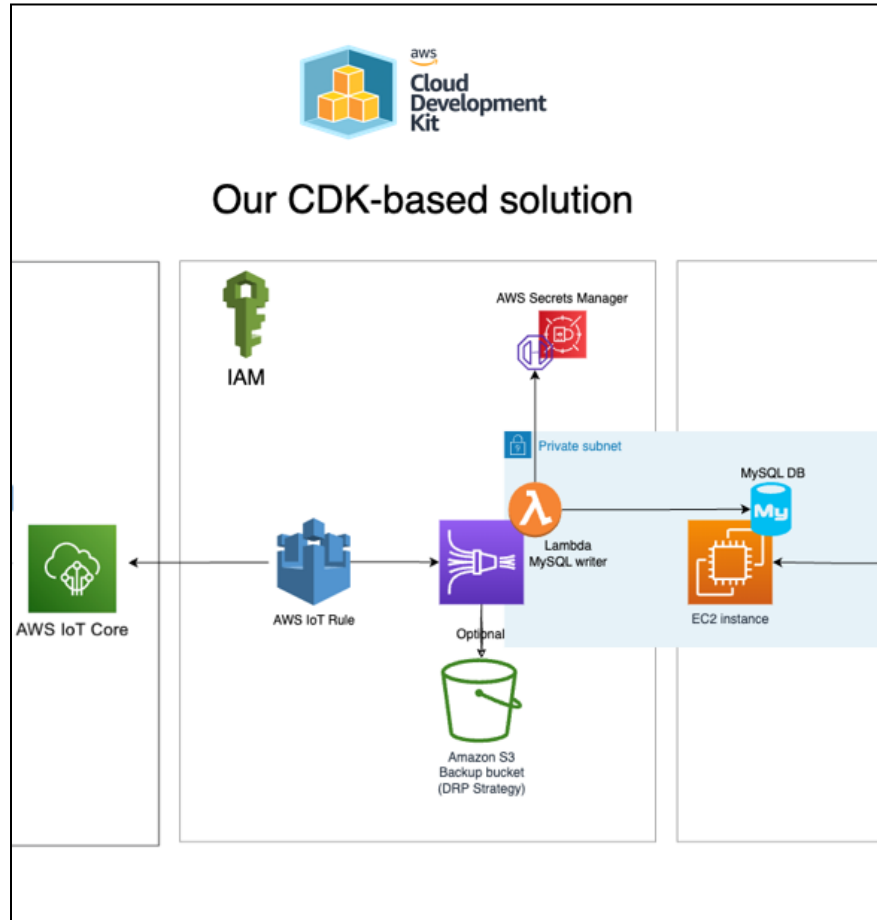 aws
Cloud
Development
Kit
Our CDK-based solution
AWS Secrets Manager
IAM
Private subnet
MySQL DB
My
Lambda
MySQL writer
AWS IoT Core
AWS IoT Rule
EC2 instance
Optional
Amazon S3
Backup bucket
(DRP Strategy)